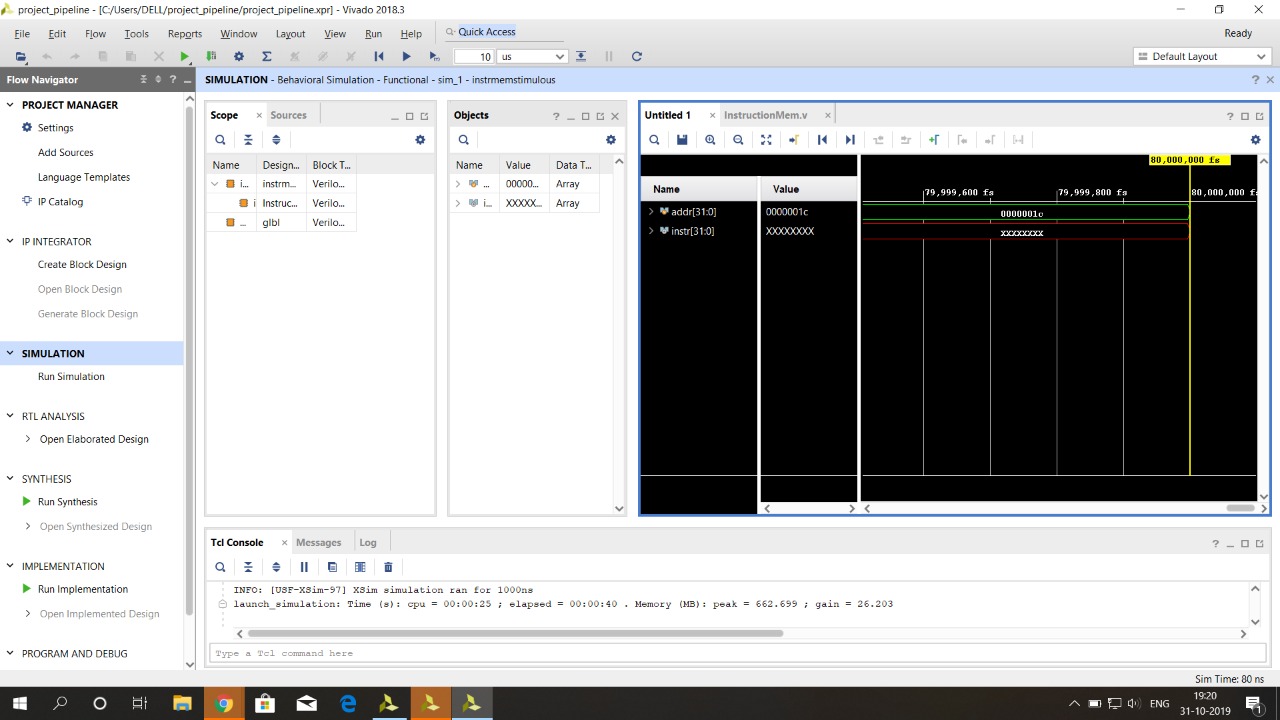 project_pipeline - [C:/Users/DELL/project_pipeline/project_pipeline.xpr] - Vivado 2018.3
File Edit Flow Tools Reports Window Layout View Run Help Quick Access Ready
10 us Default Layout
Flow Navigator
SIMULATION - Behavioral Simulation - Functional - sim_1 - instrmemstimulous
PROJECT MANAGER
Settings
Add Sources
Language Templates
IP Catalog
IP INTEGRATOR
Create Block Design
Open Block Design
Generate Block Design
SIMULATION
Run Simulation
RTL ANALYSIS
Open Elaborated Design
SYNTHESIS
Run Synthesis
Open Synthesized Design
IMPLEMENTATION
Run Implementation
Open Implemented Design
PROGRAM AND DEBUG
Scope Sources
Name Design... Block T...
i... instrm... Verilo...
i Instruc... Verilo...
... glbl Verilo...
Objects
Name Value Data T...
... 00000... Array
i... XXXXX... Array
Untitled 1 InstructionMem.v
80,000,000 fs
Name Value
79,999,600 fs 79,999,800 fs 80,000,000 fs
addr[31:0] 0000001c 0000001c
instr[31:0] XXXXXXXX XXXXXXXX
Tcl Console Messages Log
INFO: [USF-XSim-97] XSim simulation ran for 1000ns
launch_simulation: Time (s): cpu = 00:00:25 ; elapsed = 00:00:40 . Memory (MB): peak = 662.699 ; gain = 26.203
Type a Tcl command here
Sim Time: 80 ns
ENG
19:20
31-10-2019
1